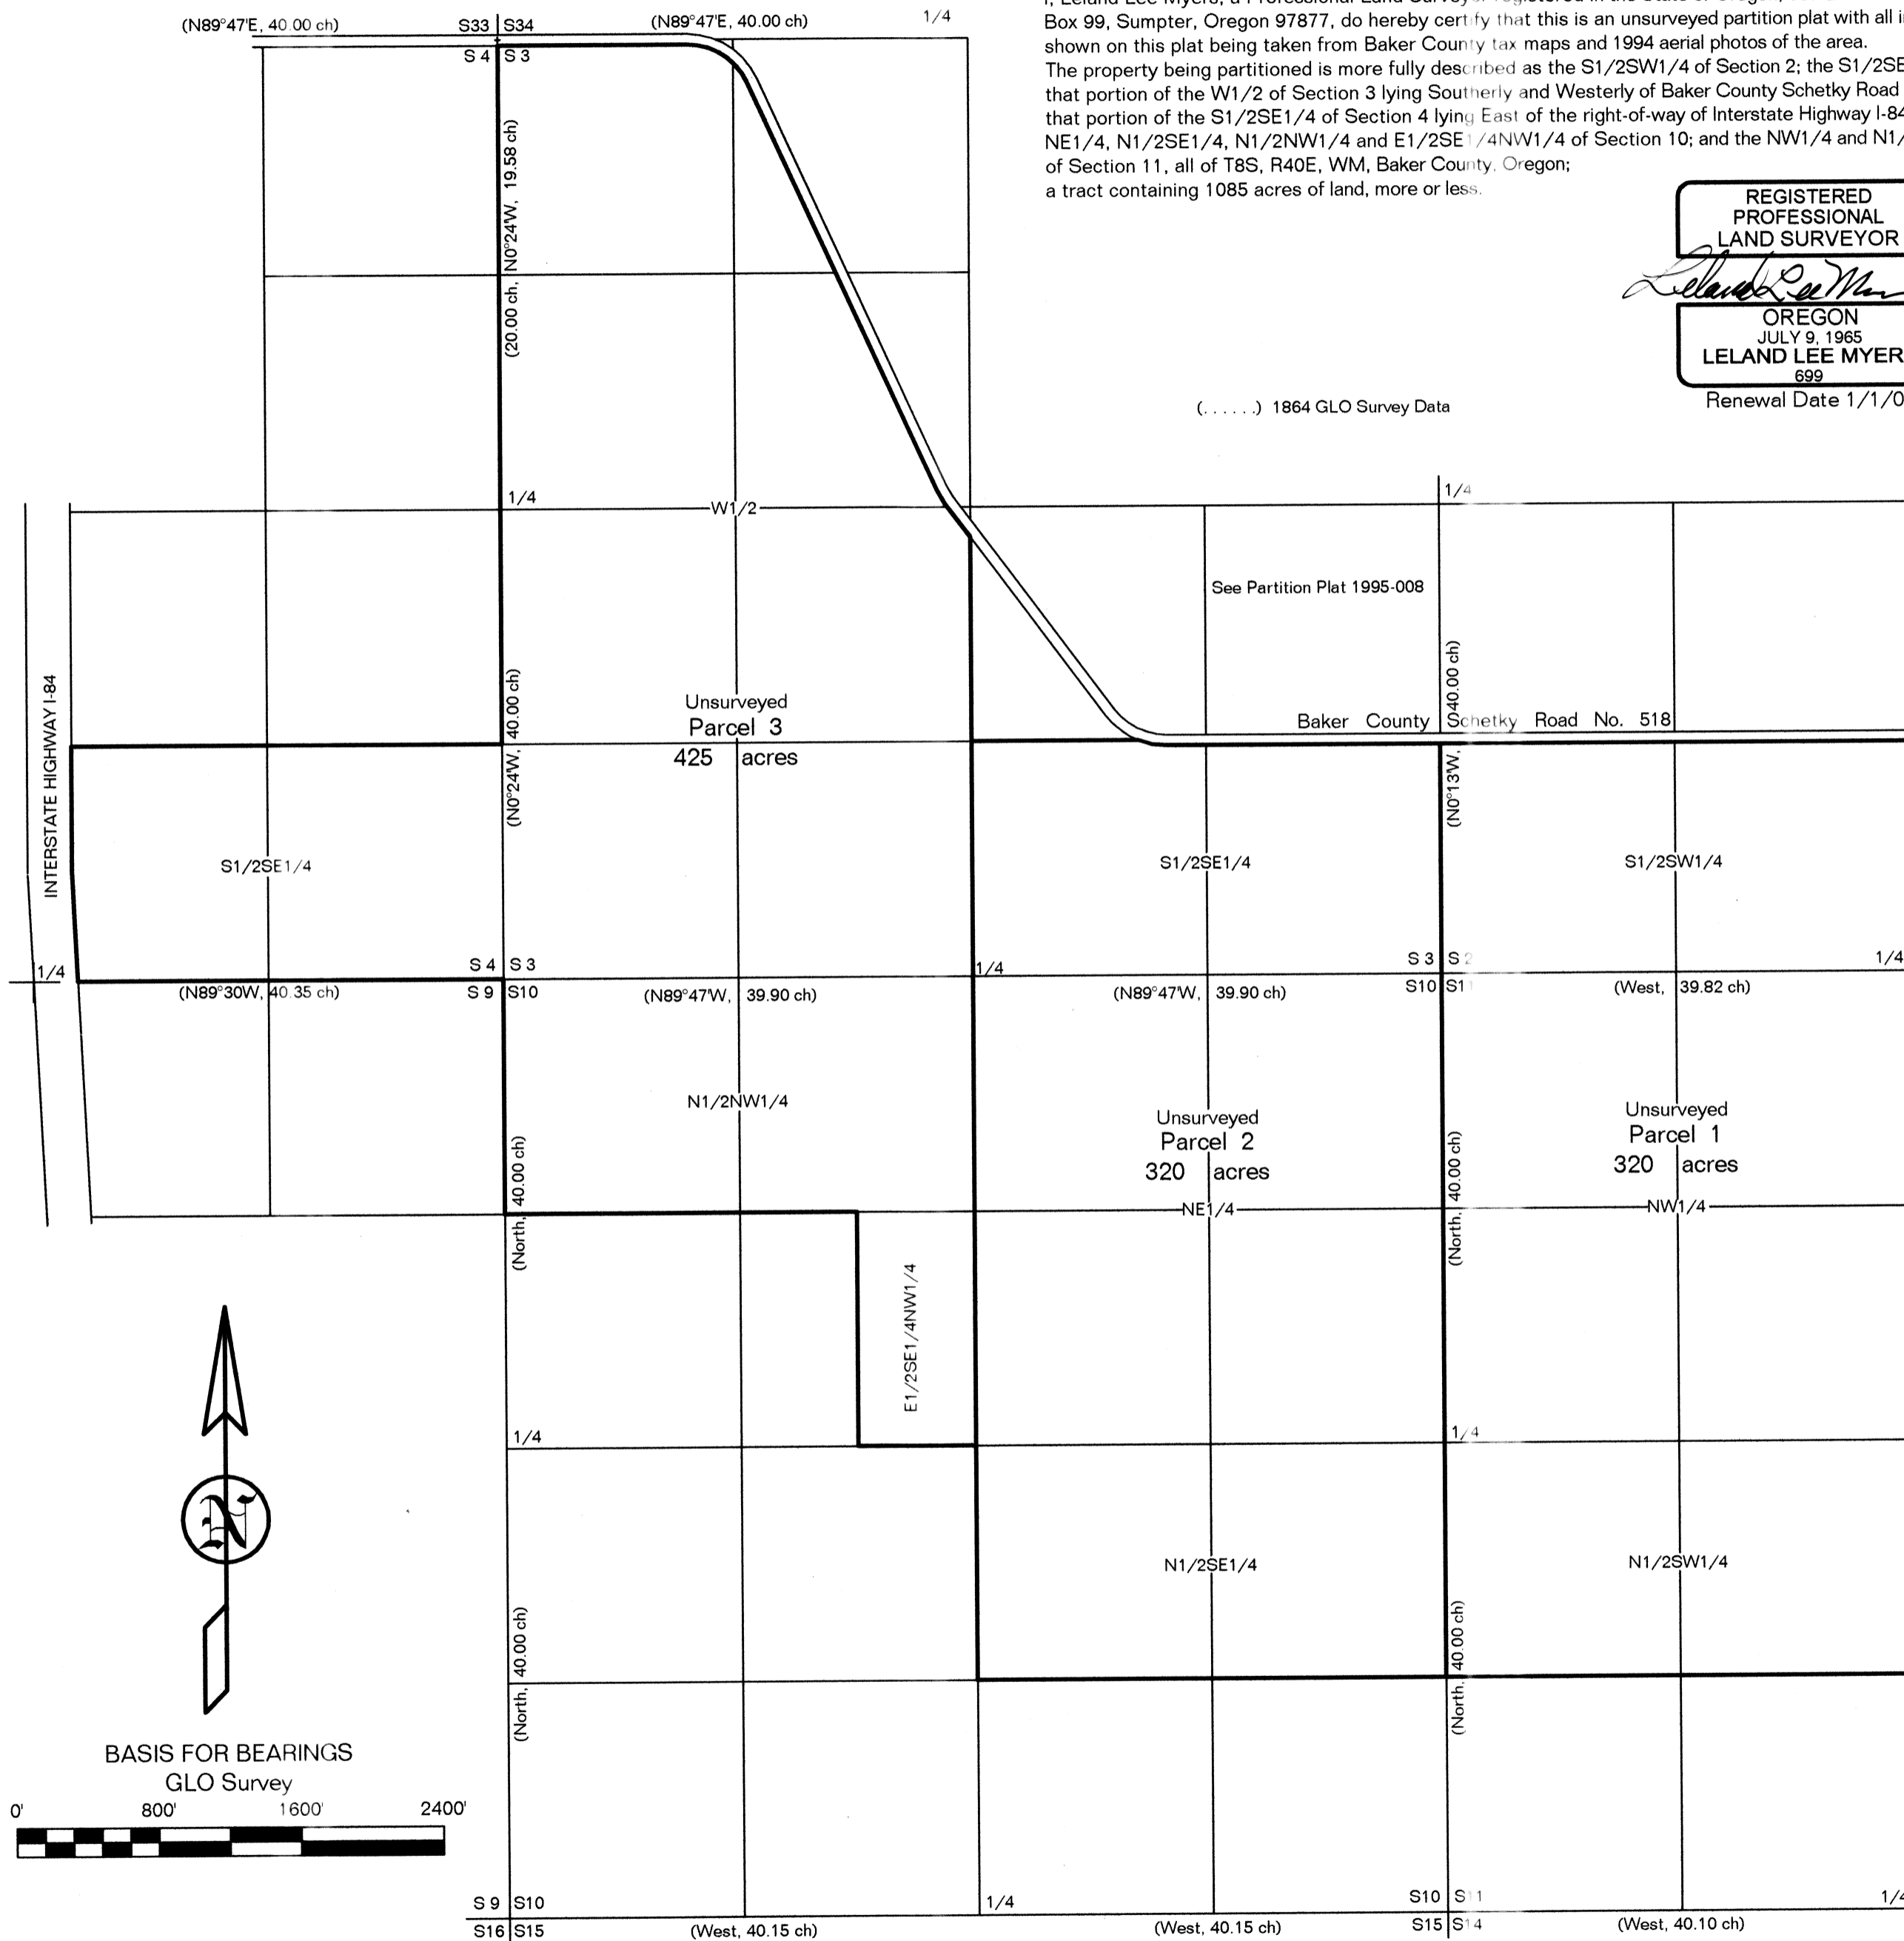 (N89°47'E, 40.00 ch)
S33 S34
(N89°47'E, 40.00 ch)
1/4
S 4 S 3
Box 99, Sumpter, Oregon 97877, do hereby certify that this is an unsurveyed partition plat with all
shown on this plat being taken from Baker County tax maps and 1994 aerial photos of the area.
The property being partitioned is more fully described as the S1/2SW1/4 of Section 2; the S1/2SE
that portion of the W1/2 of Section 3 lying Southerly and Westerly of Baker County Schetky Road
that portion of the S1/2SE1/4 of Section 4 lying East of the right-of-way of Interstate Highway I-84
NE1/4, N1/2SE1/4, N1/2NW1/4 and E1/2SE1/4NW1/4 of Section 10; and the NW1/4 and N1/
of Section 11, all of T8S, R40E, WM, Baker County, Oregon;
a tract containing 1085 acres of land, more or less.
REGISTERED
PROFESSIONAL
LAND SURVEYOR
Leland Lee
OREGON
JULY 9, 1965
LELAND LEE MYER
699
Renewal Date 1/1/0
(20.00 ch, N0°24'W, 19.58 ch)
(. . . . . .) 1864 GLO Survey Data
1/4
W1/2
1/4
See Partition Plat 1995-008
INTERSTATE HIGHWAY I-84
(N0°24'W, 40.00 ch)
Unsurveyed
Parcel 3
425 acres
Baker County Schetky Road No. 518
(N0°13'W, 40.00 ch)
S1/2SE1/4
S1/2SE1/4
S1/2SW1/4
1/4
S 4 S 3
1/4
S 3 S 2
1/4
(N89°30W, 40.35 ch)
S 9 S10
(N89°47'W, 39.90 ch)
(N89°47'W, 39.90 ch)
S10 S1
(West, 39.82 ch)
N1/2NW1/4
(North, 40.00 ch)
Unsurveyed
Parcel 2
320 acres
NE1/4
(North, 40.00 ch)
Unsurveyed
Parcel 1
320 acres
NW1/4
E1/2SE1/4NW1/4
1/4
1/4
N
N1/2SE1/4
N1/2SW1/4
(North, 40.00 ch)
(North, 40.00 ch)
BASIS FOR BEARINGS
GLO Survey
0' 800' 1600' 2400'
S 9 S10
1/4
S10 S11
1/4
S16 S15
(West, 40.15 ch)
(West, 40.15 ch)
S15 S14
(West, 40.10 ch)